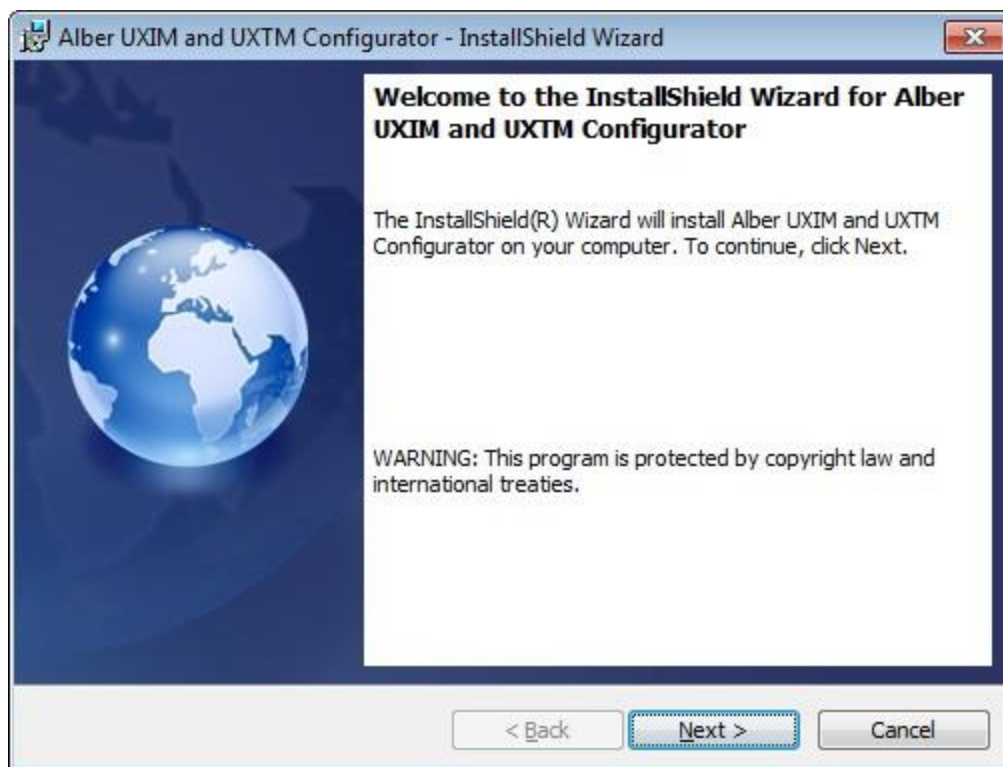 Alber UXIM and UXTM Configurator - InstallShield Wizard
Welcome to the InstallShield Wizard for Alber
UXIM and UXTM Configurator
The InstallShield(R) Wizard will install Alber UXIM and UXTM
Configurator on your computer. To continue, click Next.
WARNING: This program is protected by copyright law and
international treaties.
< Back Next > Cancel